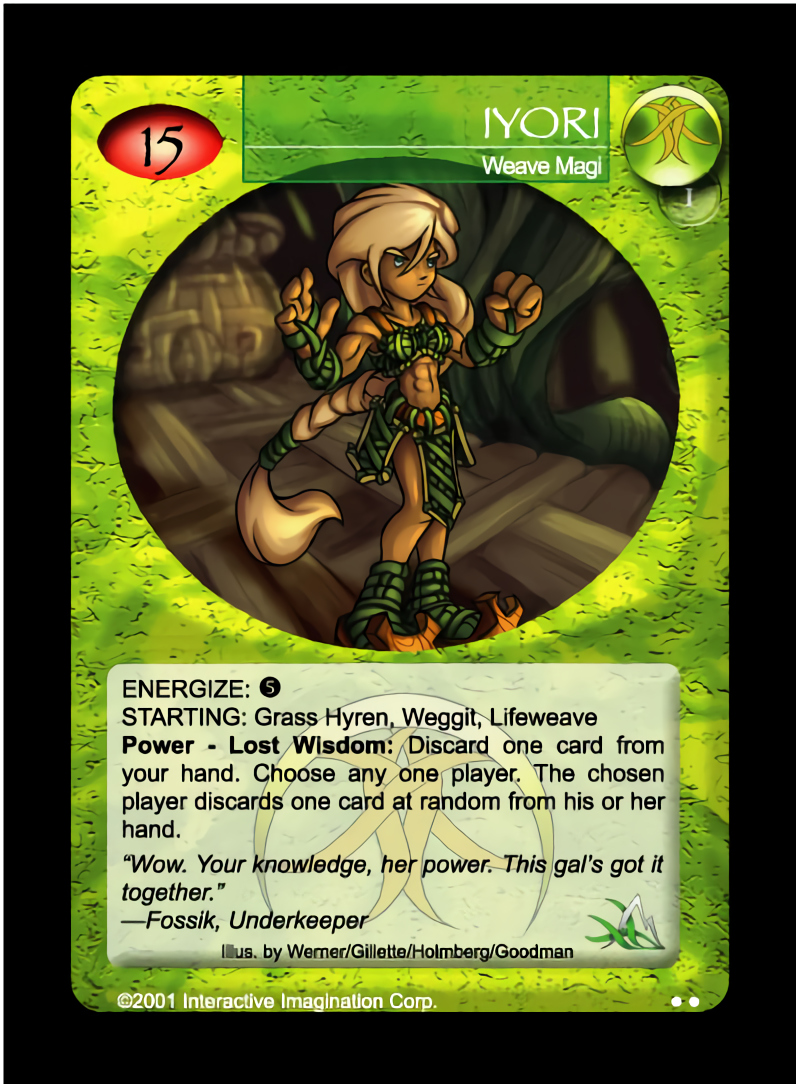 15
IYORI
Weave Magi
I
ENERGIZE: 5
STARTING: Grass Hyren, Weggit, Lifeweave
Power - Lost Wisdom: Discard one card from
your hand. Choose any one player. The chosen
player discards one card at random from his or her
hand.
"Wow. Your knowledge, her power. This gal's got it
together."
—Fossik, Underkeeper
Illus. by Werner/Gillette/Holmberg/Goodman
©2001 Interactive Imagination Corp.